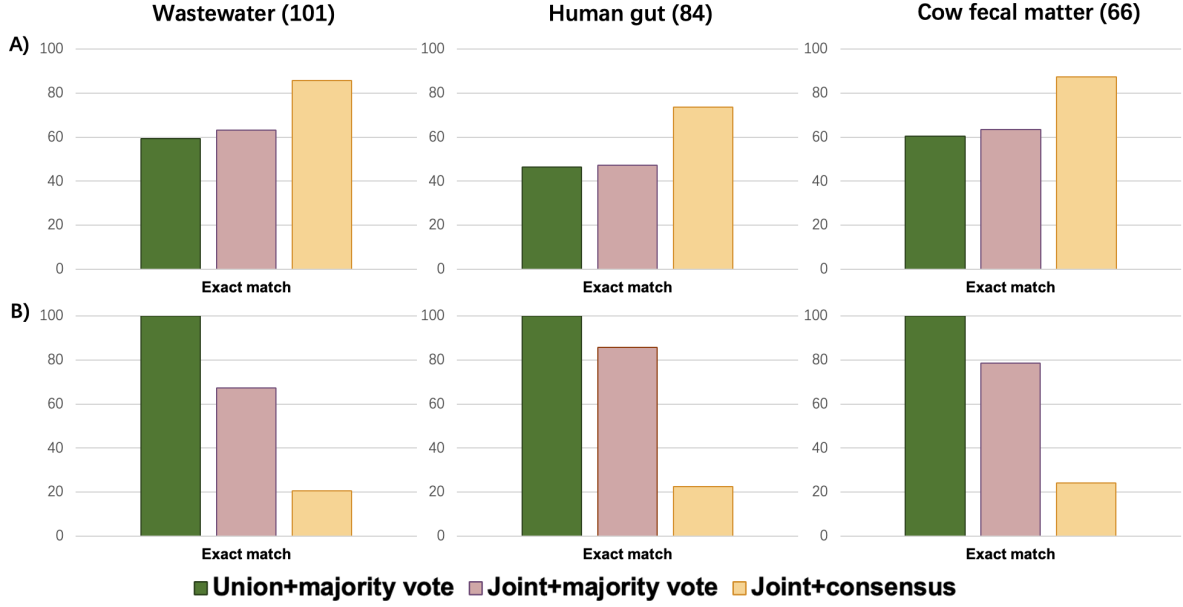 Wastewater (101) Human gut (84) Cow fecal matter (66)
A)
100 100 100
80 80 80
60 60 60
40 40 40
20 20 20
0 0 0
Exact match Exact match Exact match
B)
100 100 100
80 80 80
60 60 60
40 40 40
20 20 20
0 0 0
Exact match Exact match Exact match
Union+majority vote Joint+majority vote Joint+consensus